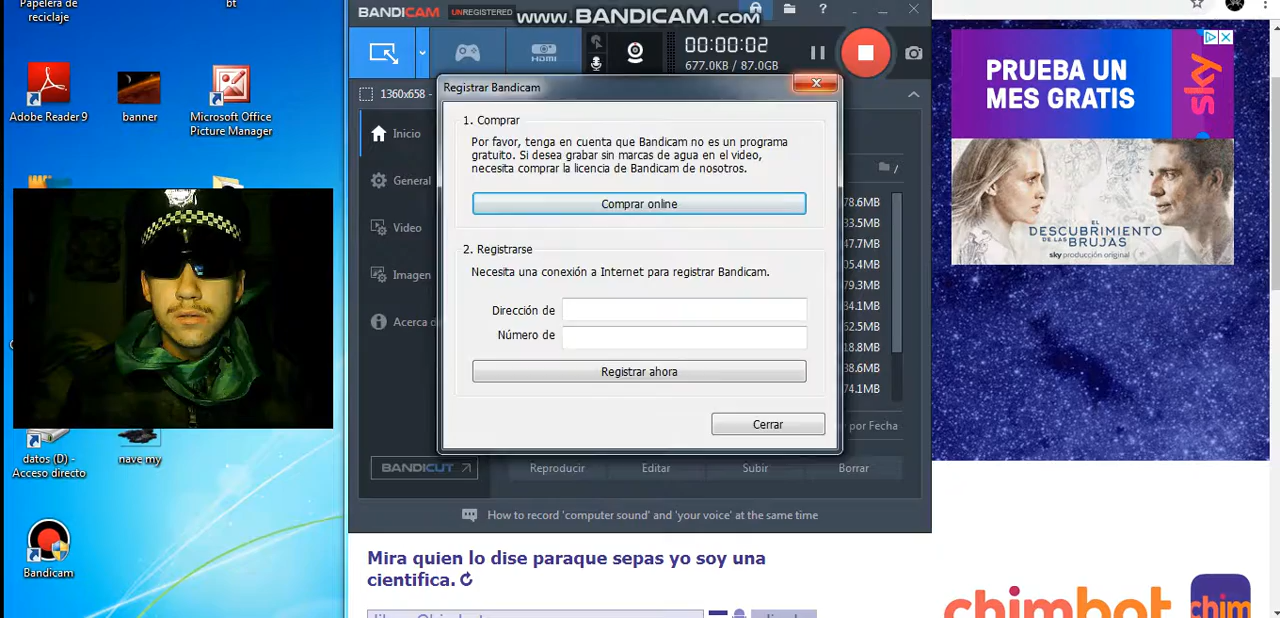 Papelera de
reciclaje
bt
Adobe Reader 9
banner
Microsoft Office
Picture Manager
datos (D) -
Acceso directo
nave my
Bandicam
BANDICAM UNREGISTERED
www.BANDICAM.com
?
HDMI
00:00:02
677.0KB / 87.0GB
1360x658 -
Inicio
General
Video
Imagen
Acerca d
/
78.6MB
33.5MB
47.7MB
05.4MB
79.3MB
84.1MB
62.5MB
18.8MB
38.6MB
74.1MB
por Fecha
Registrar Bandicam
1. Comprar
Por favor, tenga en cuenta que Bandicam no es un programa
gratuito. Si desea grabar sin marcas de agua en el video,
necesita comprar la licencia de Bandicam de nosotros.
Comprar online
2. Registrarse
Necesita una conexión a Internet para registrar Bandicam.
Dirección de
Número de
Registrar ahora
Cerrar
BANDICUT
Reproducir
Editar
Subir
Borrar
How to record 'computer sound' and 'your voice' at the same time
Mira quien lo dise paraque sepas yo soy una
cientifica.
PRUEBA UN
MES GRATIS
sky
EL
DESCUBRIMIENTO
DE LAS BRUJAS
sky producción original
chimbot
chim